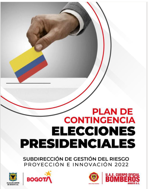 PLAN DE
CONTINGENCIA
ELECCIONES
PRESIDENCIALES
SUBDIRECCIÓN DE GESTIÓN DEL RIESGO
PROYECCIÓN E INNOVACIÓN 2022
BOGOTÁ
BOMBEROS